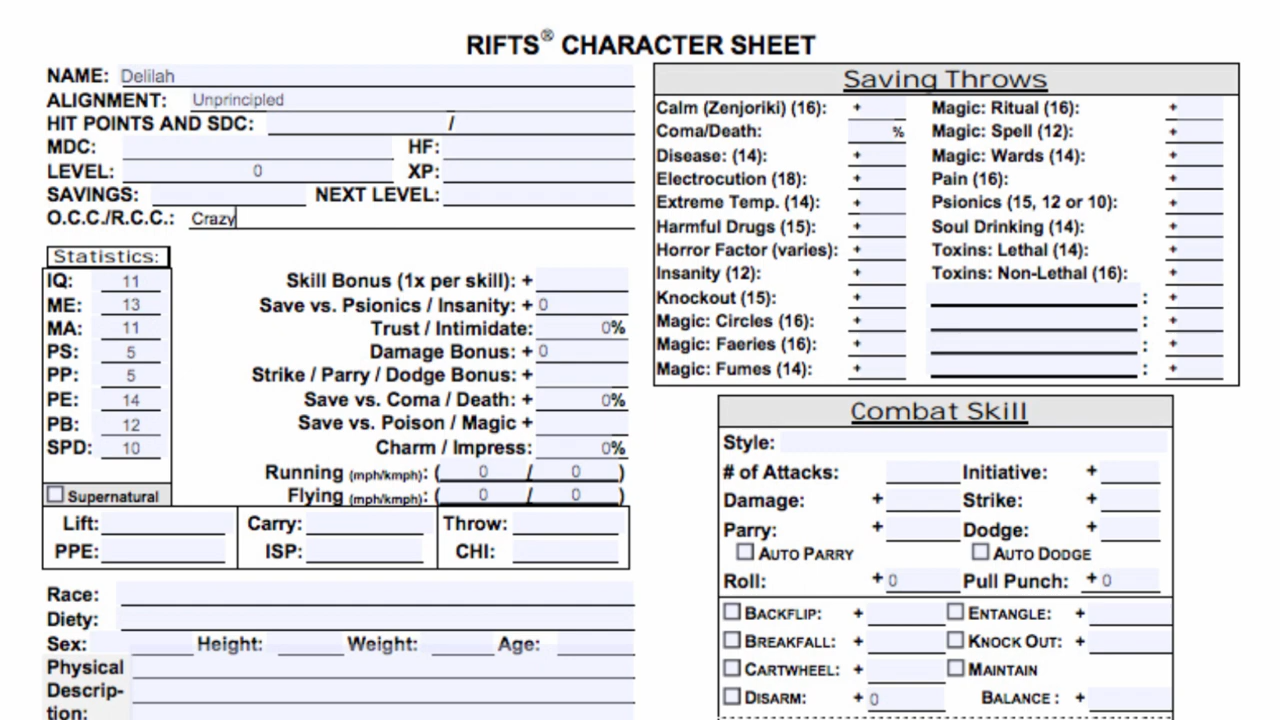 RIFTS® CHARACTER SHEET
NAME: Delilah
ALIGNMENT: Unprincipled
HIT POINTS AND SDC: /
MDC: HF:
LEVEL: 0 XP:
SAVINGS: NEXT LEVEL:
O.C.C./R.C.C.: Crazy
Statistics:
IQ: 11 Skill Bonus (1x per skill): +
ME: 13 Save vs. Psionics / Insanity: + 0
MA: 11 Trust / Intimidate: 0%
PS: 5 Damage Bonus: + 0
PP: 5 Strike / Parry / Dodge Bonus: +
PE: 14 Save vs. Coma / Death: 0%
PB: 12 Save vs. Poison / Magic +
SPD: 10 Charm / Impress: 0%
Running (mph/kmph): ( 0 / 0 )
Supernatural Flying (mph/kmph): ( 0 / 0 )
Lift: Carry: Throw:
PPE: ISP: CHI:
Race:
Diety:
Sex: Height: Weight: Age:
Physical
Descrip-
tion:
Saving Throws
Calm (Zenjoriki) (16): + Magic: Ritual (16): +
Coma/Death: % Magic: Spell (12): +
Disease: (14): + Magic: Wards (14): +
Electrocution (18): + Pain (16): +
Extreme Temp. (14): + Psionics (15, 12 or 10): +
Harmful Drugs (15): + Soul Drinking (14): +
Horror Factor (varies): + Toxins: Lethal (14): +
Insanity (12): + Toxins: Non-Lethal (16): +
Knockout (15): + : +
Magic: Circles (16): + : +
Magic: Faeries (16): + : +
Magic: Fumes (14): + : +
Combat Skill
Style:
# of Attacks: Initiative: +
Damage: + Strike: +
Parry: + Dodge: +
AUTO PARRY AUTO DODGE
Roll: + 0 Pull Punch: + 0
BACKFLIP: + ENTANGLE: +
BREAKFALL: + KNOCK OUT: +
CARTWHEEL: + MAINTAIN
DISARM: + 0 BALANCE : +